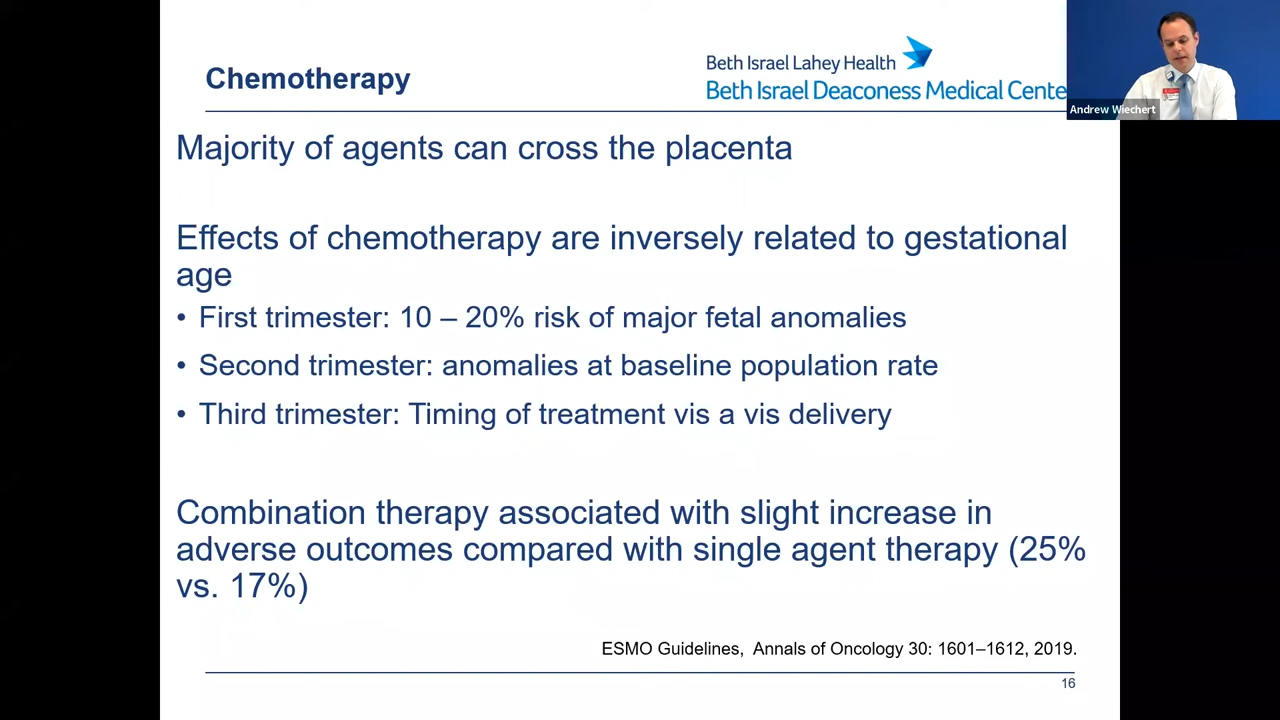 Chemotherapy
Beth Israel Lahey Health
Beth Israel Deaconess Medical Cente
Andrew Wiechert
Majority of agents can cross the placenta
Effects of chemotherapy are inversely related to gestational
age
• First trimester: 10 – 20% risk of major fetal anomalies
• Second trimester: anomalies at baseline population rate
• Third trimester: Timing of treatment vis a vis delivery
Combination therapy associated with slight increase in
adverse outcomes compared with single agent therapy (25%
vs. 17%)
ESMO Guidelines, Annals of Oncology 30: 1601–1612, 2019.
16